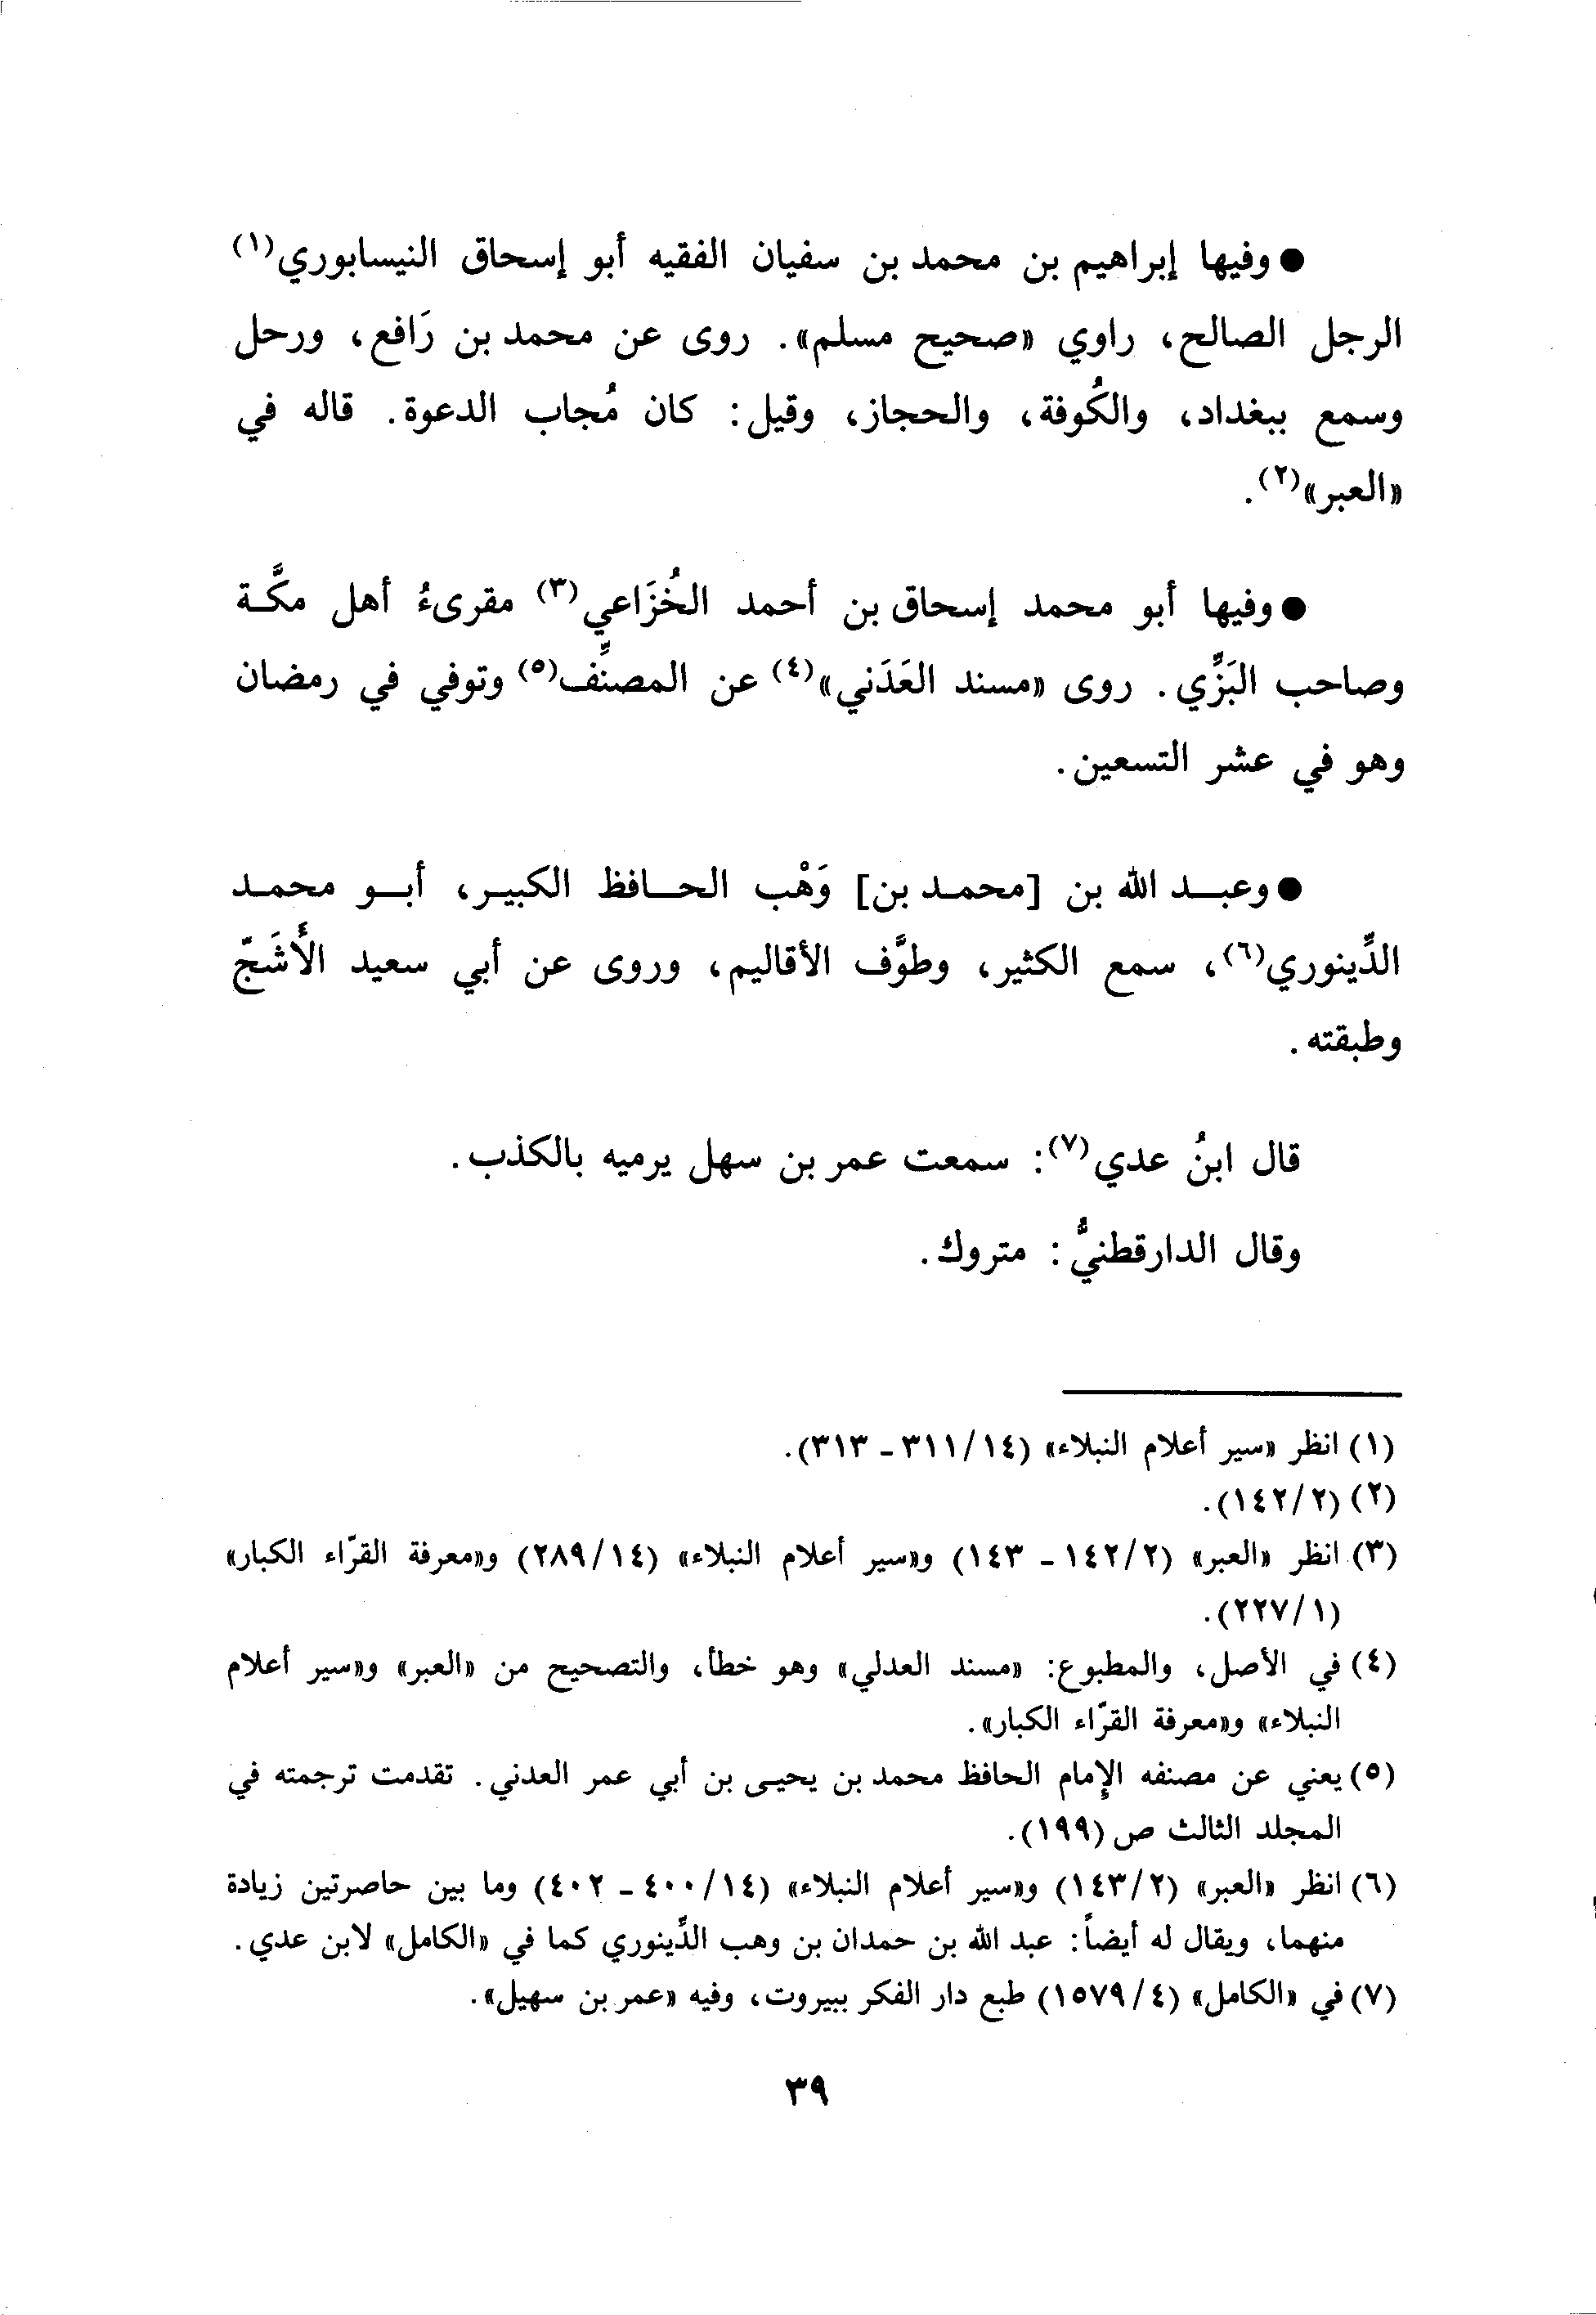 ● وفيها إبراهيم بن محمد بن سفيان الفقيه أبو إسحاق النيسابوري(١)
الرجل الصالح، راوي «صحيح مسلم». روى عن محمد بن رَافع، ورحل
وسمع ببغداد، والكُوفة، والحجاز، وقيل: كان مُجاب الدعوة. قاله في
«العبر»(٢).
● وفيها أبو محمد إسحاق بن أحمد الخُزَاعي(٣) مقرىءُ أهل مكَّة
وصاحب البَزِّي. روى «مسند العَدَني»(٤) عن المصنِّف(٥) وتوفي في رمضان
وهو في عشر التسعين.
● وعبد الله بن [محمد بن] وَهْب الحافظ الكبير، أبو محمد
الدِّينوري(٦)، سمع الكثير، وطوَّف الأقاليم، وروى عن أبي سعيد الأَشَجّ
وطبقته.
قال ابنُ عدي(٧): سمعت عمر بن سهل يرميه بالكذب.
وقال الدارقطنيُّ: متروك.
(١) انظر «سير أعلام النبلاء» (١٤/٣١١ - ٣١٣).
(٢) (٢/١٤٢).
(٣) انظر «العبر» (٢/١٤٢ - ١٤٣) و«سير أعلام النبلاء» (١٤/٢٨٩) و«معرفة القرّاء الكبار»
(١/٢٢٧).
(٤) في الأصل، والمطبوع: «مسند العدلي» وهو خطأ، والتصحيح من «العبر» و«سير أعلام
النبلاء» و«معرفة القرّاء الكبار».
(٥) يعني عن مصنفه الإمام الحافظ محمد بن يحيى بن أبي عمر العدني. تقدمت ترجمته في
المجلد الثالث ص (١٩٩).
(٦) انظر «العبر» (٢/١٤٣) و«سير أعلام النبلاء» (١٤/٤٠٠ - ٤٠٢) وما بين حاصرتين زيادة
منهما، ويقال له أيضاً: عبد الله بن حمدان بن وهب الدِّينوري كما في «الكامل» لابن عدي.
(٧) في «الكامل» (٤/١٥٧٩) طبع دار الفكر ببيروت، وفيه «عمر بن سهيل».
٣٩